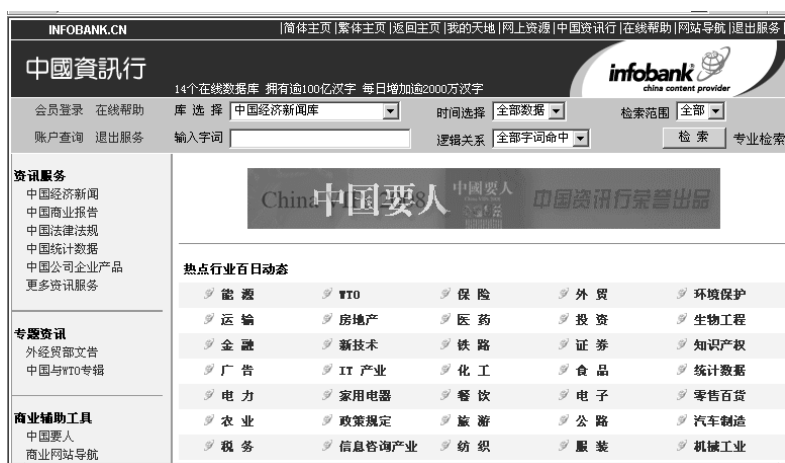 INFOBANK.CN
|简体主页|繁体主页|返回主页|我的天地|网上资源|中国资讯行|在线帮助|网站导航|退出服务|
中國資訊行
14个在线数据库 拥有逾100亿汉字 每日增加逾2000万汉字
infobank
china content provider
会员登录 在线帮助 库 选 择 中国经济新闻库 时间选择 全部数据 检索范围 全部
账户查询 退出服务 输入字词 逻辑关系 全部字词命中 检 索 专业检索
资讯服务
中国经济新闻
中国商业报告
中国法律法规
中国统计数据
中国公司企业产品
更多资讯服务
专题资讯
外经贸部文告
中国与WTO专辑
商业辅助工具
中国要人
商业网站导航
China
中国要人 中國要人 中国资讯行荣誉出品
热点行业百日动态
能 源 WTO 保 险 外 贸 环境保护
运 输 房地产 医 药 投 资 生物工程
金 融 新技术 铁 路 证 券 知识产权
广 告 IT 产业 化 工 食 品 统计数据
电 力 家用电器 餐 饮 电 子 零售百货
农 业 政策规定 旅 游 公 路 汽车制造
税 务 信息咨询产业 纺 织 服 装 机械工业